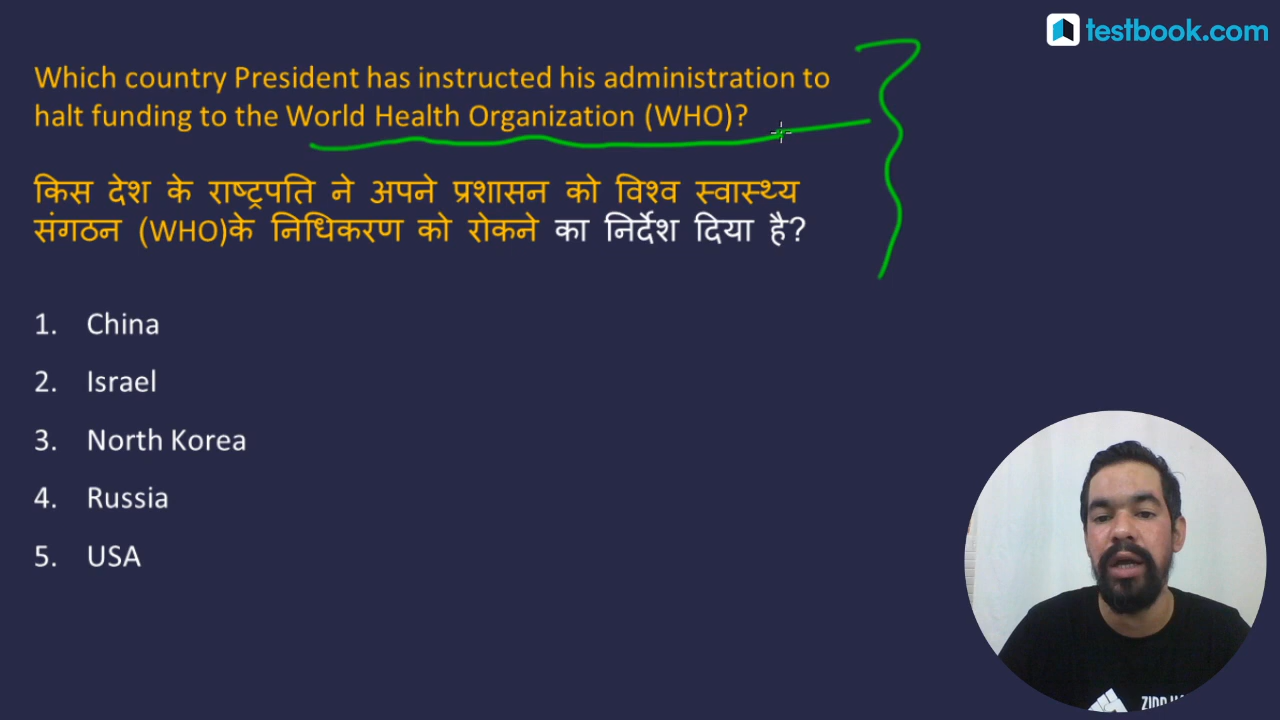 testbook.com
Which country President has instructed his administration to
halt funding to the World Health Organization (WHO)?
किस देश के राष्ट्रपति ने अपने प्रशासन को विश्व स्वास्थ्य
संगठन (WHO)के निधिकरण को रोकने का निर्देश दिया है?
1. China
2. Israel
3. North Korea
4. Russia
5. USA